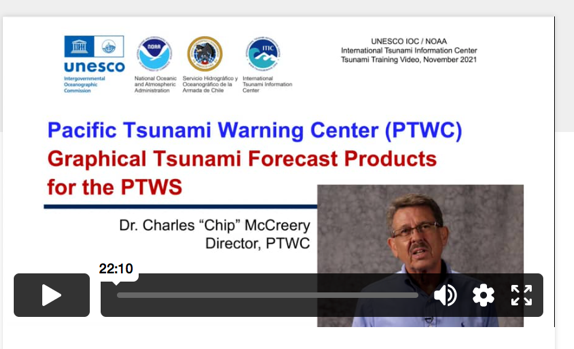 UNESCO IOC / NOAA
International Tsunami Information Center
Tsunami Training Video, November 2021
unesco
Intergovernmental
Oceanographic
Commission
NOAA
National Oceanic
and Atmospheric
Administration
Servicio Hidrográfico y
Oceanográfico de la
Armada de Chile
ITIC
International
Tsunami Information
Center
Pacific Tsunami Warning Center (PTWC)
Graphical Tsunami Forecast Products
for the PTWS
Dr. Charles “Chip” McCreery
Director, PTWC
22:10